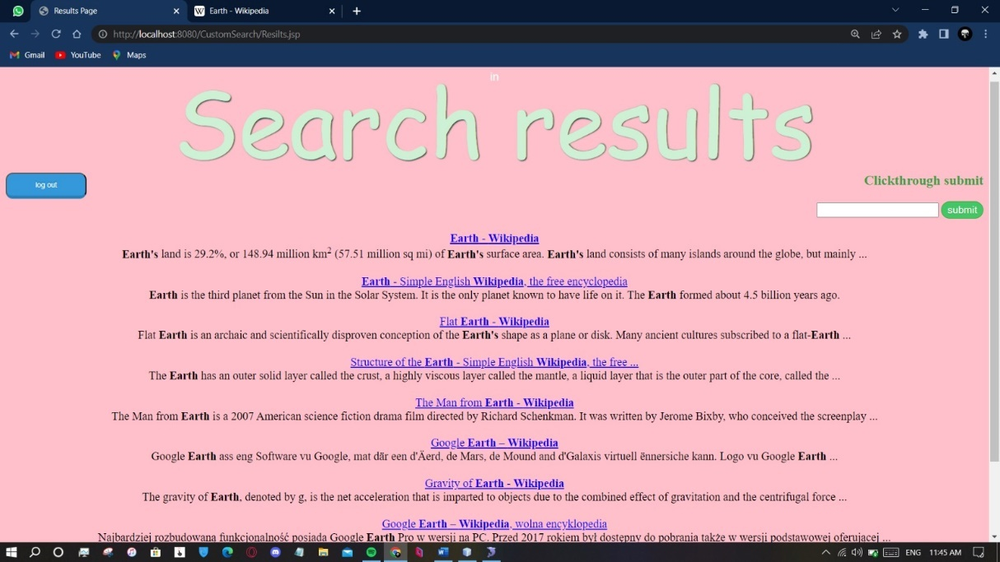 Results Page
Earth - Wikipedia
http://localhost:8080/CustomSearch/Resilts.jsp
Gmail YouTube Maps
in
Search results
log out
Clickthrough submit
submit
Earth - Wikipedia
Earth's land is 29.2%, or 148.94 million km² (57.51 million sq mi) of Earth's surface area. Earth's land consists of many islands around the globe, but mainly ...
Earth - Simple English Wikipedia, the free encyclopedia
Earth is the third planet from the Sun in the Solar System. It is the only planet known to have life on it. The Earth formed about 4.5 billion years ago.
Flat Earth - Wikipedia
Flat Earth is an archaic and scientifically disproven conception of the Earth's shape as a plane or disk. Many ancient cultures subscribed to a flat-Earth ...
Structure of the Earth - Simple English Wikipedia, the free ...
The Earth has an outer solid layer called the crust, a highly viscous layer called the mantle, a liquid layer that is the outer part of the core, called the ...
The Man from Earth - Wikipedia
The Man from Earth is a 2007 American science fiction drama film directed by Richard Schenkman. It was written by Jerome Bixby, who conceived the screenplay ...
Google Earth – Wikipedia
Google Earth ass eng Software vu Google, mat där een d'Äerd, de Mars, de Mound and d'Galaxis virtuell ënnersiche kann. Logo vu Google Earth ...
Gravity of Earth - Wikipedia
The gravity of Earth, denoted by g, is the net acceleration that is imparted to objects due to the combined effect of gravitation and the centrifugal force ...
Google Earth – Wikipedia, wolna encyklopedia
Najbardziej rozbudowaną funkcjonalność posiada Google Earth Pro w wersji na PC. Przed 2017 rokiem był dostępny do pobrania także w wersji podstawowej oferującej ...
ENG 11:45 AM